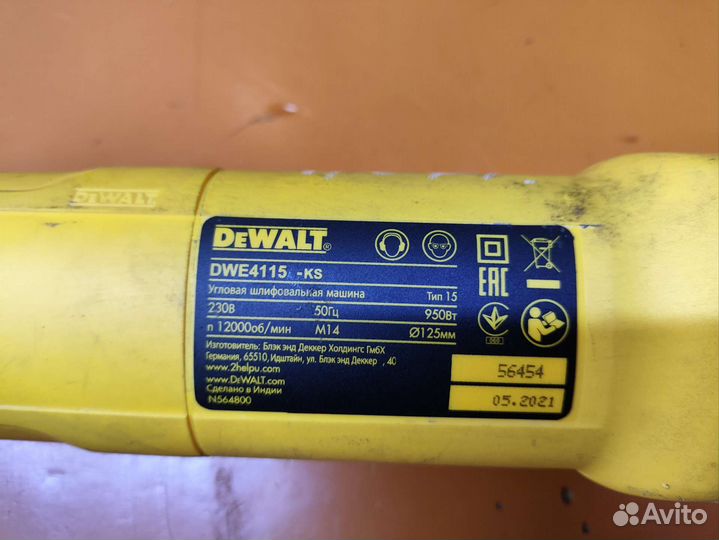 DEWALT
DEWALT®
DWE4115 -KS
Угловая шлифовальная машина Тип 15
230В 50Гц 950Вт
n 12000об/мин M14 Ø125мм
Изготовитель: Блэк энд Деккер Холдингс ГмбХ
Германия, 65510, Идштайн, ул. Блэк энд Деккер , 40
www.2helpu.com
www.DEWALT.com
Сделано в Индии
N564800
EAC
56454
05.2021
Avito